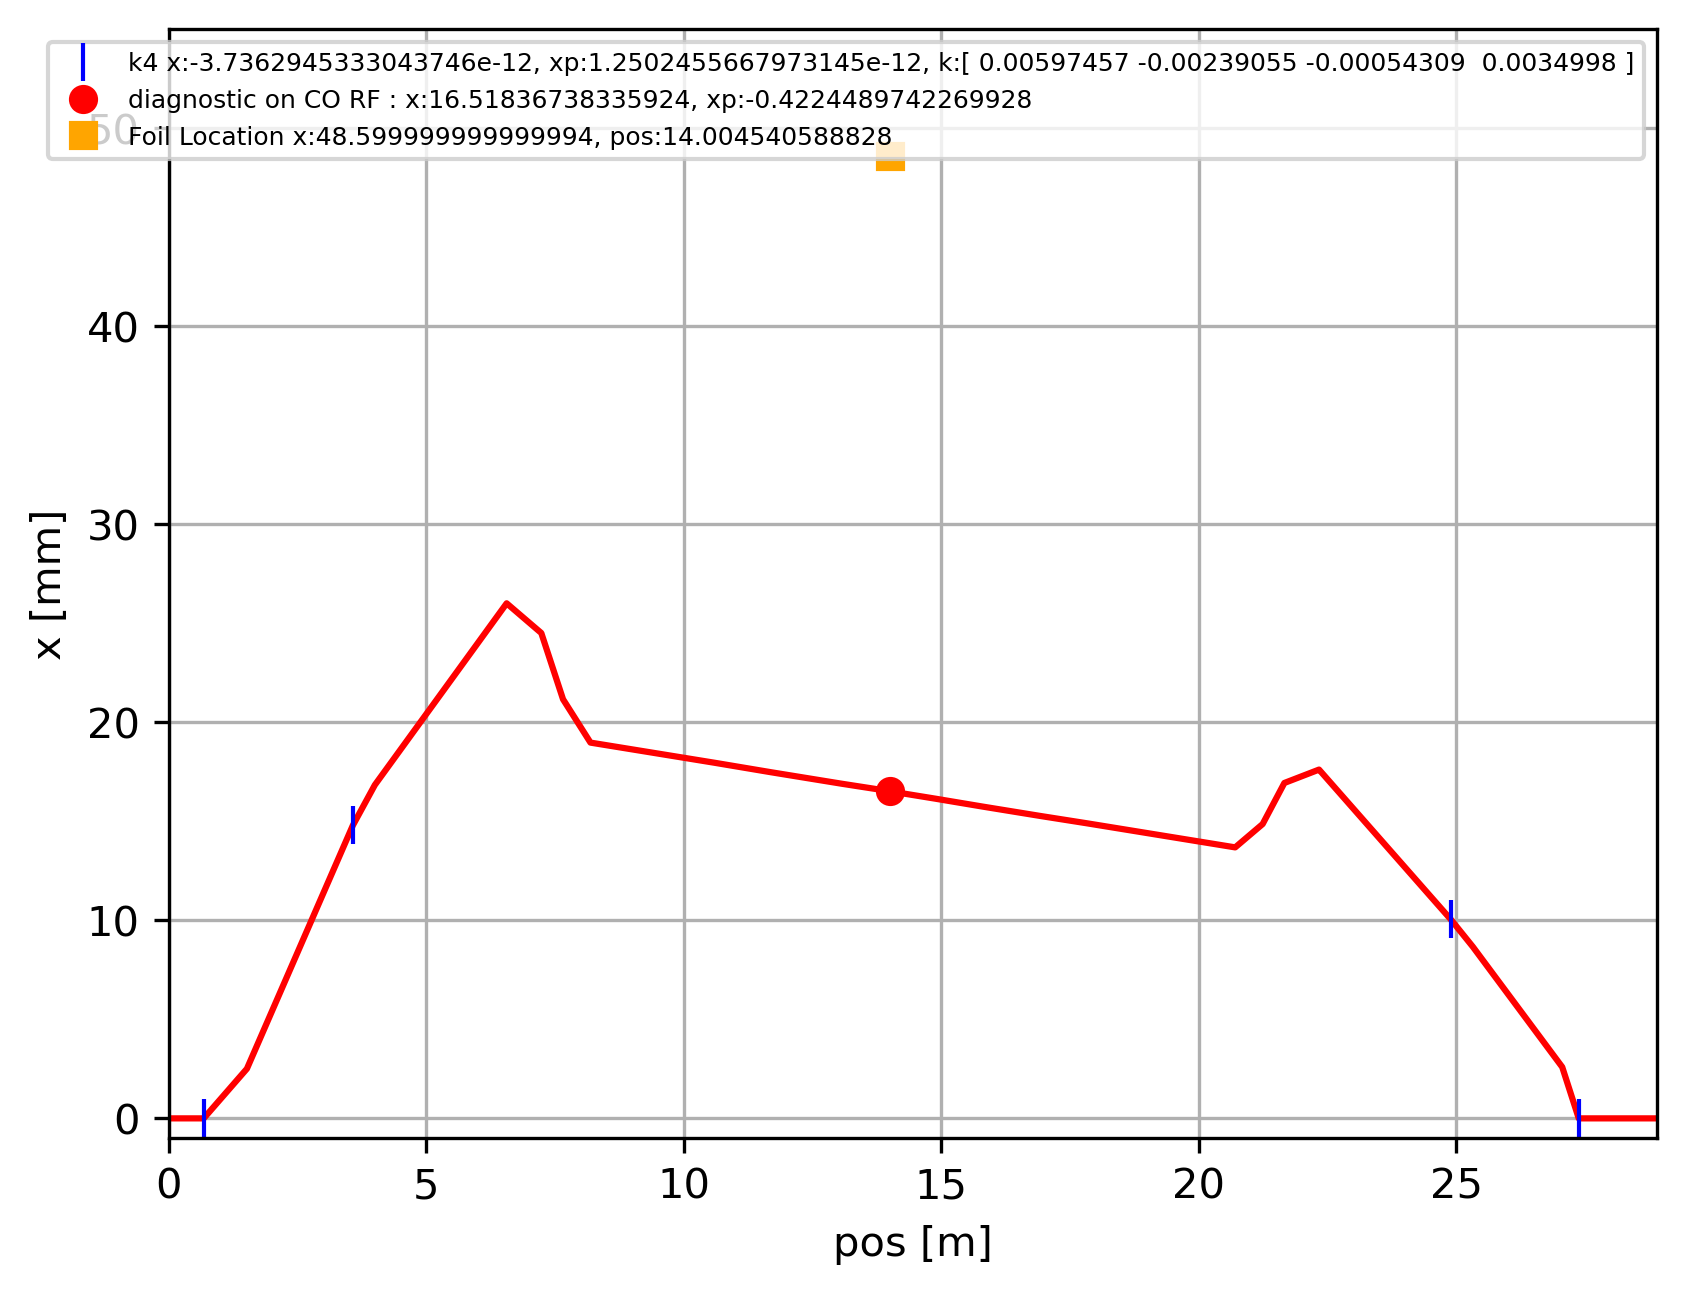 k4 x:-3.7362945333043746e-12, xp:1.2502455667973145e-12, k:[ 0.00597457 -0.00239055 -0.00054309  0.0034998 ]
diagnostic on CO RF : x:16.51836738335924, xp:-0.4224489742269928
Foil Location x:48.599999999999994, pos:14.004540588828
50
40
30
20
10
0
x [mm]
0 5 10 15 20 25
pos [m]